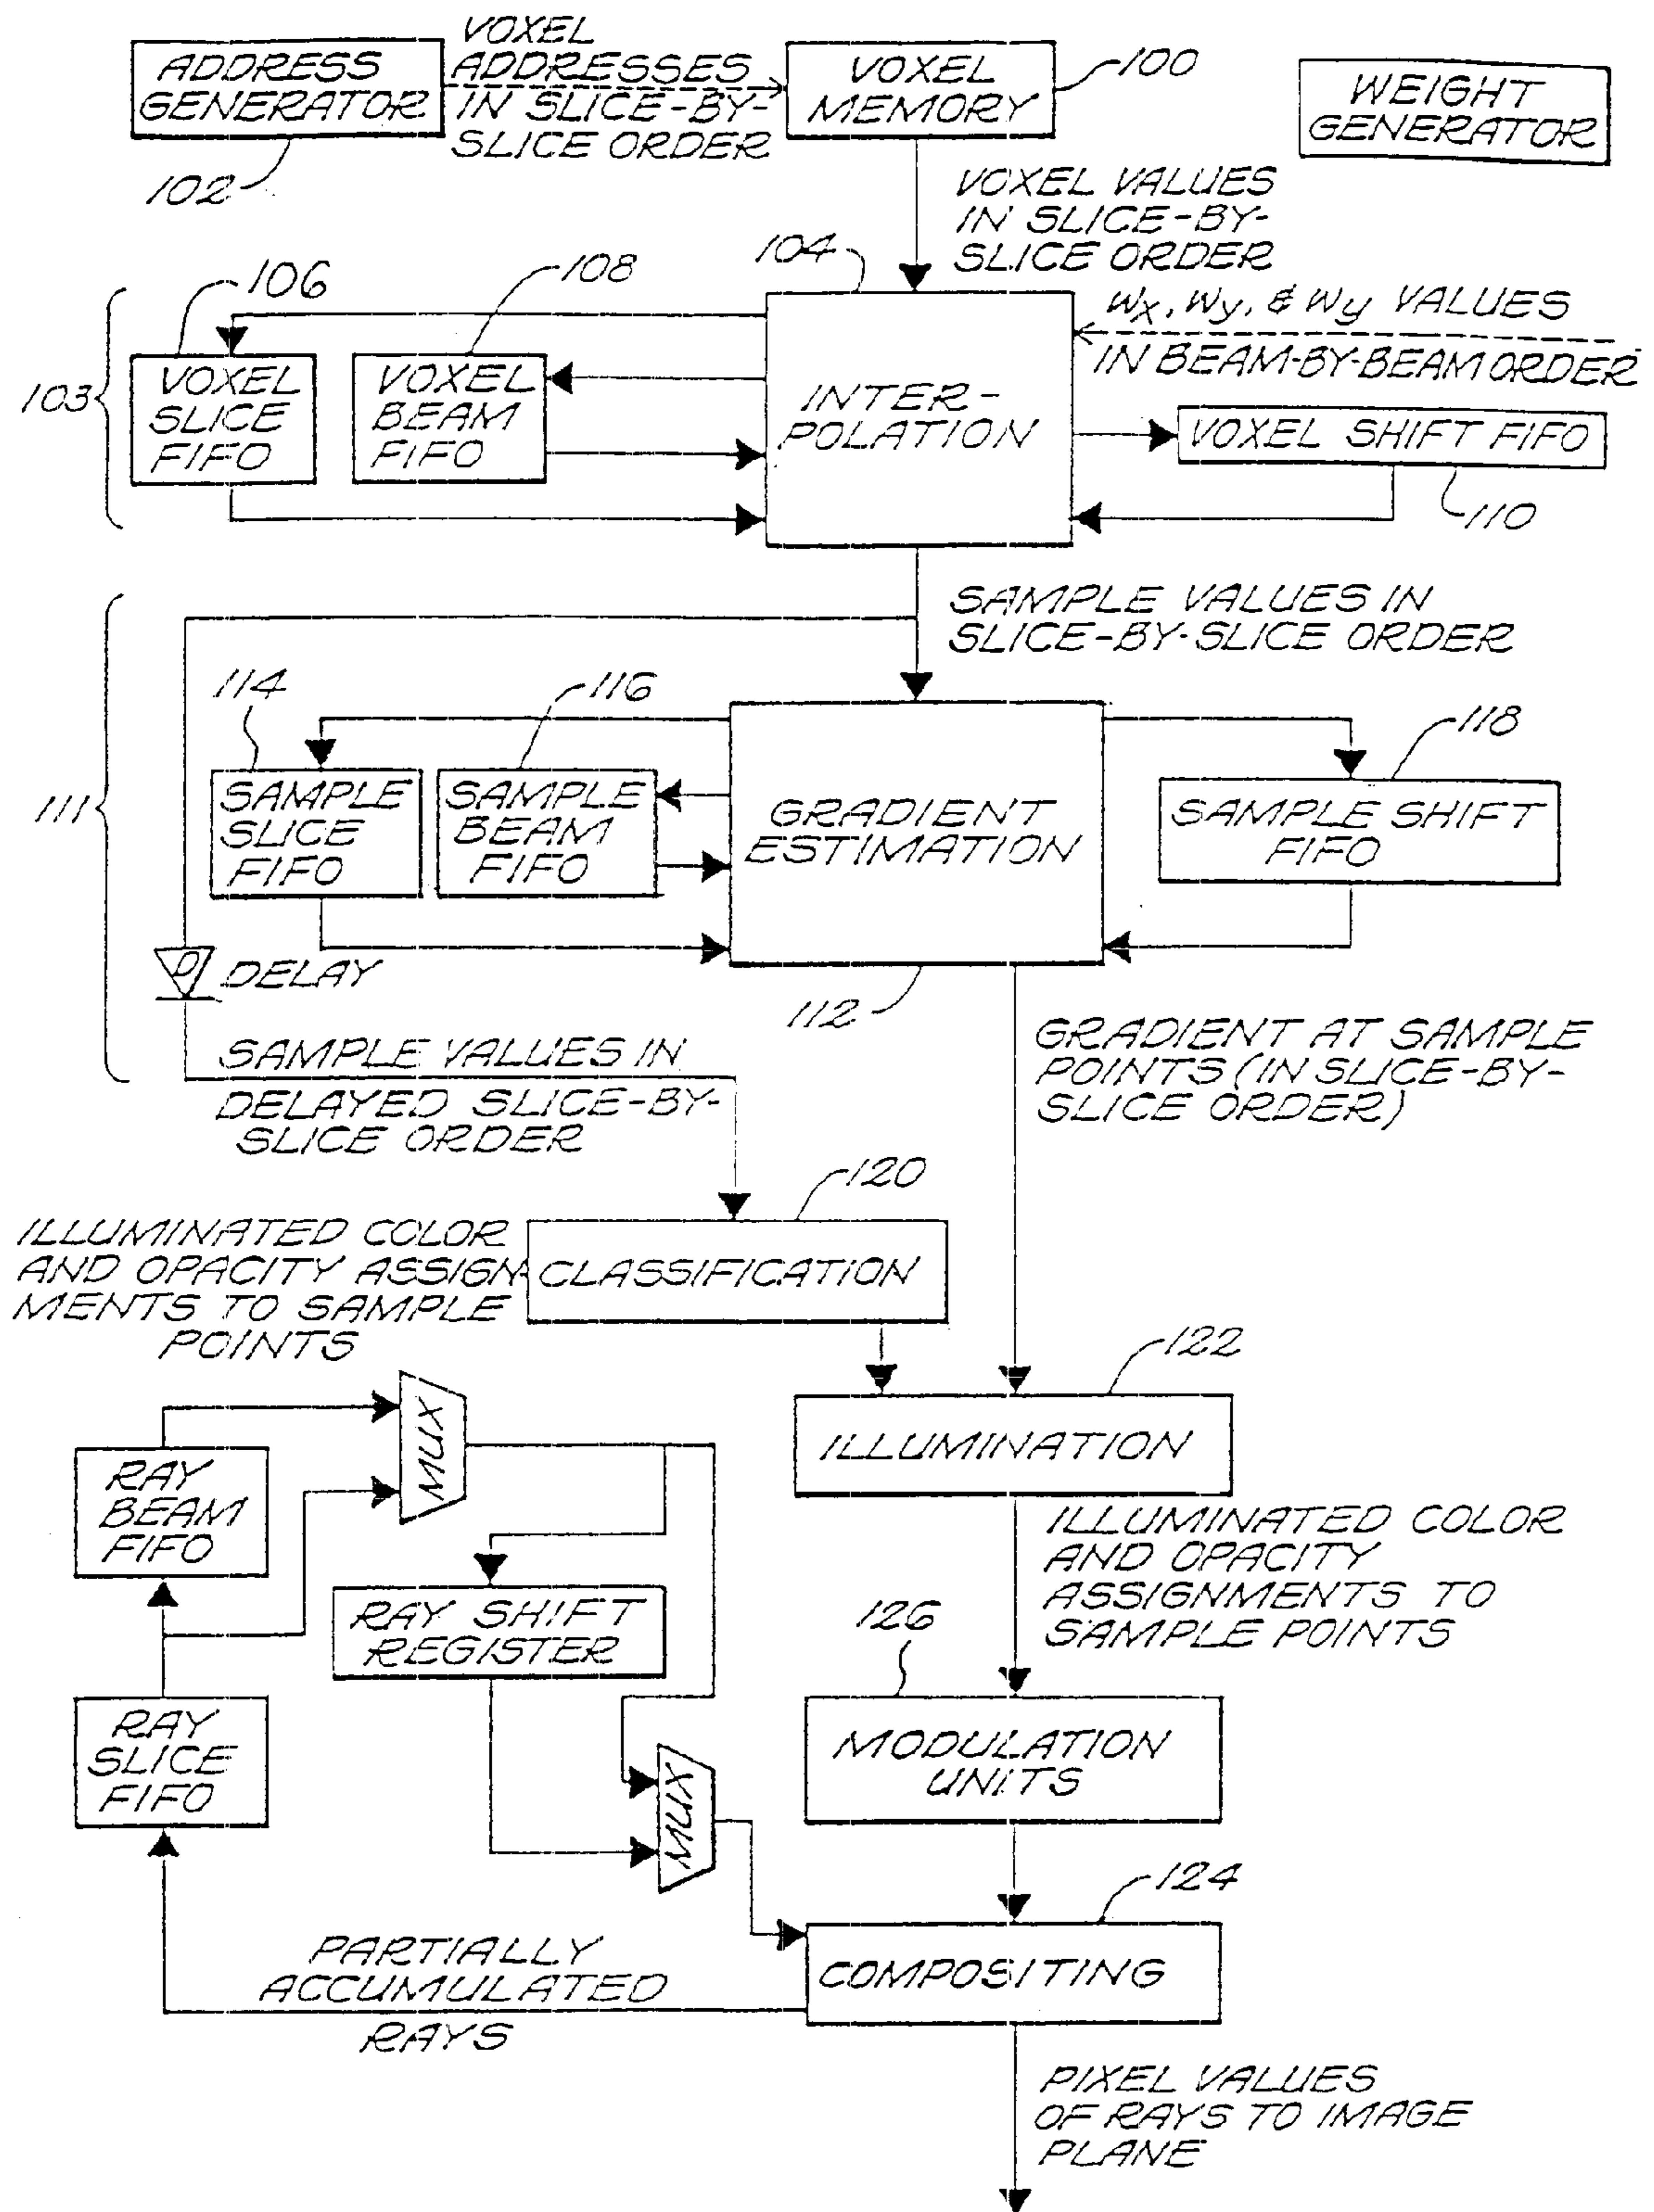 ADDRESS
GENERATOR
102
VOXEL
ADDRESSES
IN SLICE-BY-
SLICE ORDER
VOXEL
MEMORY
100
WEIGHT
GENERATOR
VOXEL VALUES
IN SLICE-BY-
SLICE ORDER
103
106
VOXEL
SLICE
FIFO
108
VOXEL
BEAM
FIFO
104
INTER-
POLATION
Wx, Wy, & Wy VALUES
IN BEAM-BY-BEAM ORDER
VOXEL SHIFT FIFO
110
SAMPLE VALUES IN
SLICE-BY-SLICE ORDER
111
114
SAMPLE
SLICE
FIFO
116
SAMPLE
BEAM
FIFO
GRADIENT
ESTIMATION
112
118
SAMPLE SHIFT
FIFO
D
DELAY
SAMPLE VALUES IN
DELAYED SLICE-BY-
SLICE ORDER
GRADIENT AT SAMPLE
POINTS (IN SLICE-BY-
SLICE ORDER)
120
CLASSIFICATION
ILLUMINATED COLOR
AND OPACITY ASSIGN-
MENTS TO SAMPLE
POINTS
122
ILLUMINATION
MUX
RAY
BEAM
FIFO
RAY SHIFT
REGISTER
ILLUMINATED COLOR
AND OPACITY
ASSIGNMENTS TO
SAMPLE POINTS
126
MODULATION
UNITS
RAY
SLICE
FIFO
MUX
124
COMPOSITING
PARTIALLY
ACCUMULATED
RAYS
PIXEL VALUES
OF RAYS TO IMAGE
PLANE